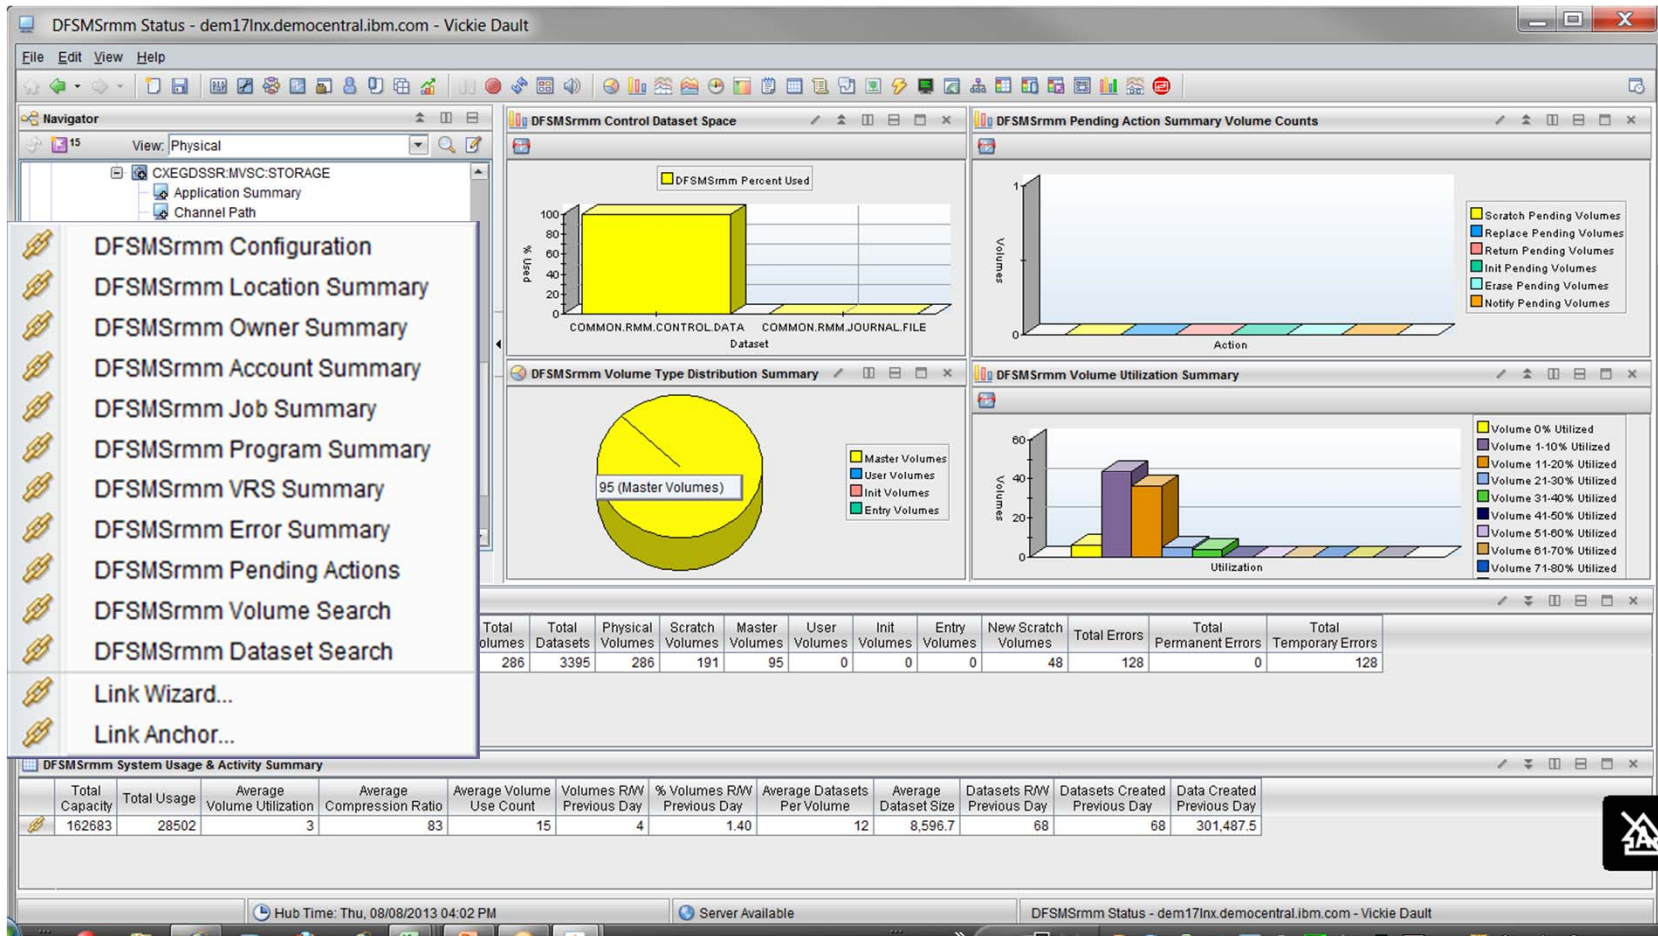 DFSMSrmm Status - dem17lnx.democentral.ibm.com - Vickie Dault
File Edit View Help
Navigator
15 View: Physical
CXEGDSSR:MVSC:STORAGE
Application Summary
Channel Path
DFSMSrmm Configuration
DFSMSrmm Location Summary
DFSMSrmm Owner Summary
DFSMSrmm Account Summary
DFSMSrmm Job Summary
DFSMSrmm Program Summary
DFSMSrmm VRS Summary
DFSMSrmm Error Summary
DFSMSrmm Pending Actions
DFSMSrmm Volume Search
DFSMSrmm Dataset Search
Link Wizard...
Link Anchor...
DFSMSrmm Control Dataset Space
DFSMSrmm Percent Used
100
80
60
40
20
0
% Used
COMMON.RMM.CONTROL.DATA COMMON.RMM.JOURNAL.FILE
Dataset
DFSMSrmm Pending Action Summary Volume Counts
1
0
Volumes
Action
Scratch Pending Volumes
Replace Pending Volumes
Return Pending Volumes
Init Pending Volumes
Erase Pending Volumes
Notify Pending Volumes
DFSMSrmm Volume Type Distribution Summary
95 (Master Volumes)
Master Volumes
User Volumes
Init Volumes
Entry Volumes
DFSMSrmm Volume Utilization Summary
60
40
20
0
Volumes
Utilization
Volume 0% Utilized
Volume 1-10% Utilized
Volume 11-20% Utilized
Volume 21-30% Utilized
Volume 31-40% Utilized
Volume 41-50% Utilized
Volume 51-60% Utilized
Volume 61-70% Utilized
Volume 71-80% Utilized
Total Total Physical Scratch Master User Init Entry New Scratch Total Errors Total Total
olumes Datasets Volumes Volumes Volumes Volumes Volumes Volumes Volumes Permanent Errors Temporary Errors
286 3395 286 191 95 0 0 0 48 128 0 128
DFSMSrmm System Usage & Activity Summary
Total Total Usage Average Average Average Volume Volumes R/W % Volumes R/W Average Datasets Average Datasets R/W Datasets Created Data Created
Capacity Volume Utilization Compression Ratio Use Count Previous Day Previous Day Per Volume Dataset Size Previous Day Previous Day Previous Day
162683 28502 3 83 15 4 1.40 12 8,596.7 68 68 301,487.5
Hub Time: Thu, 08/08/2013 04:02 PM
Server Available
DFSMSrmm Status - dem17lnx.democentral.ibm.com - Vickie Dault